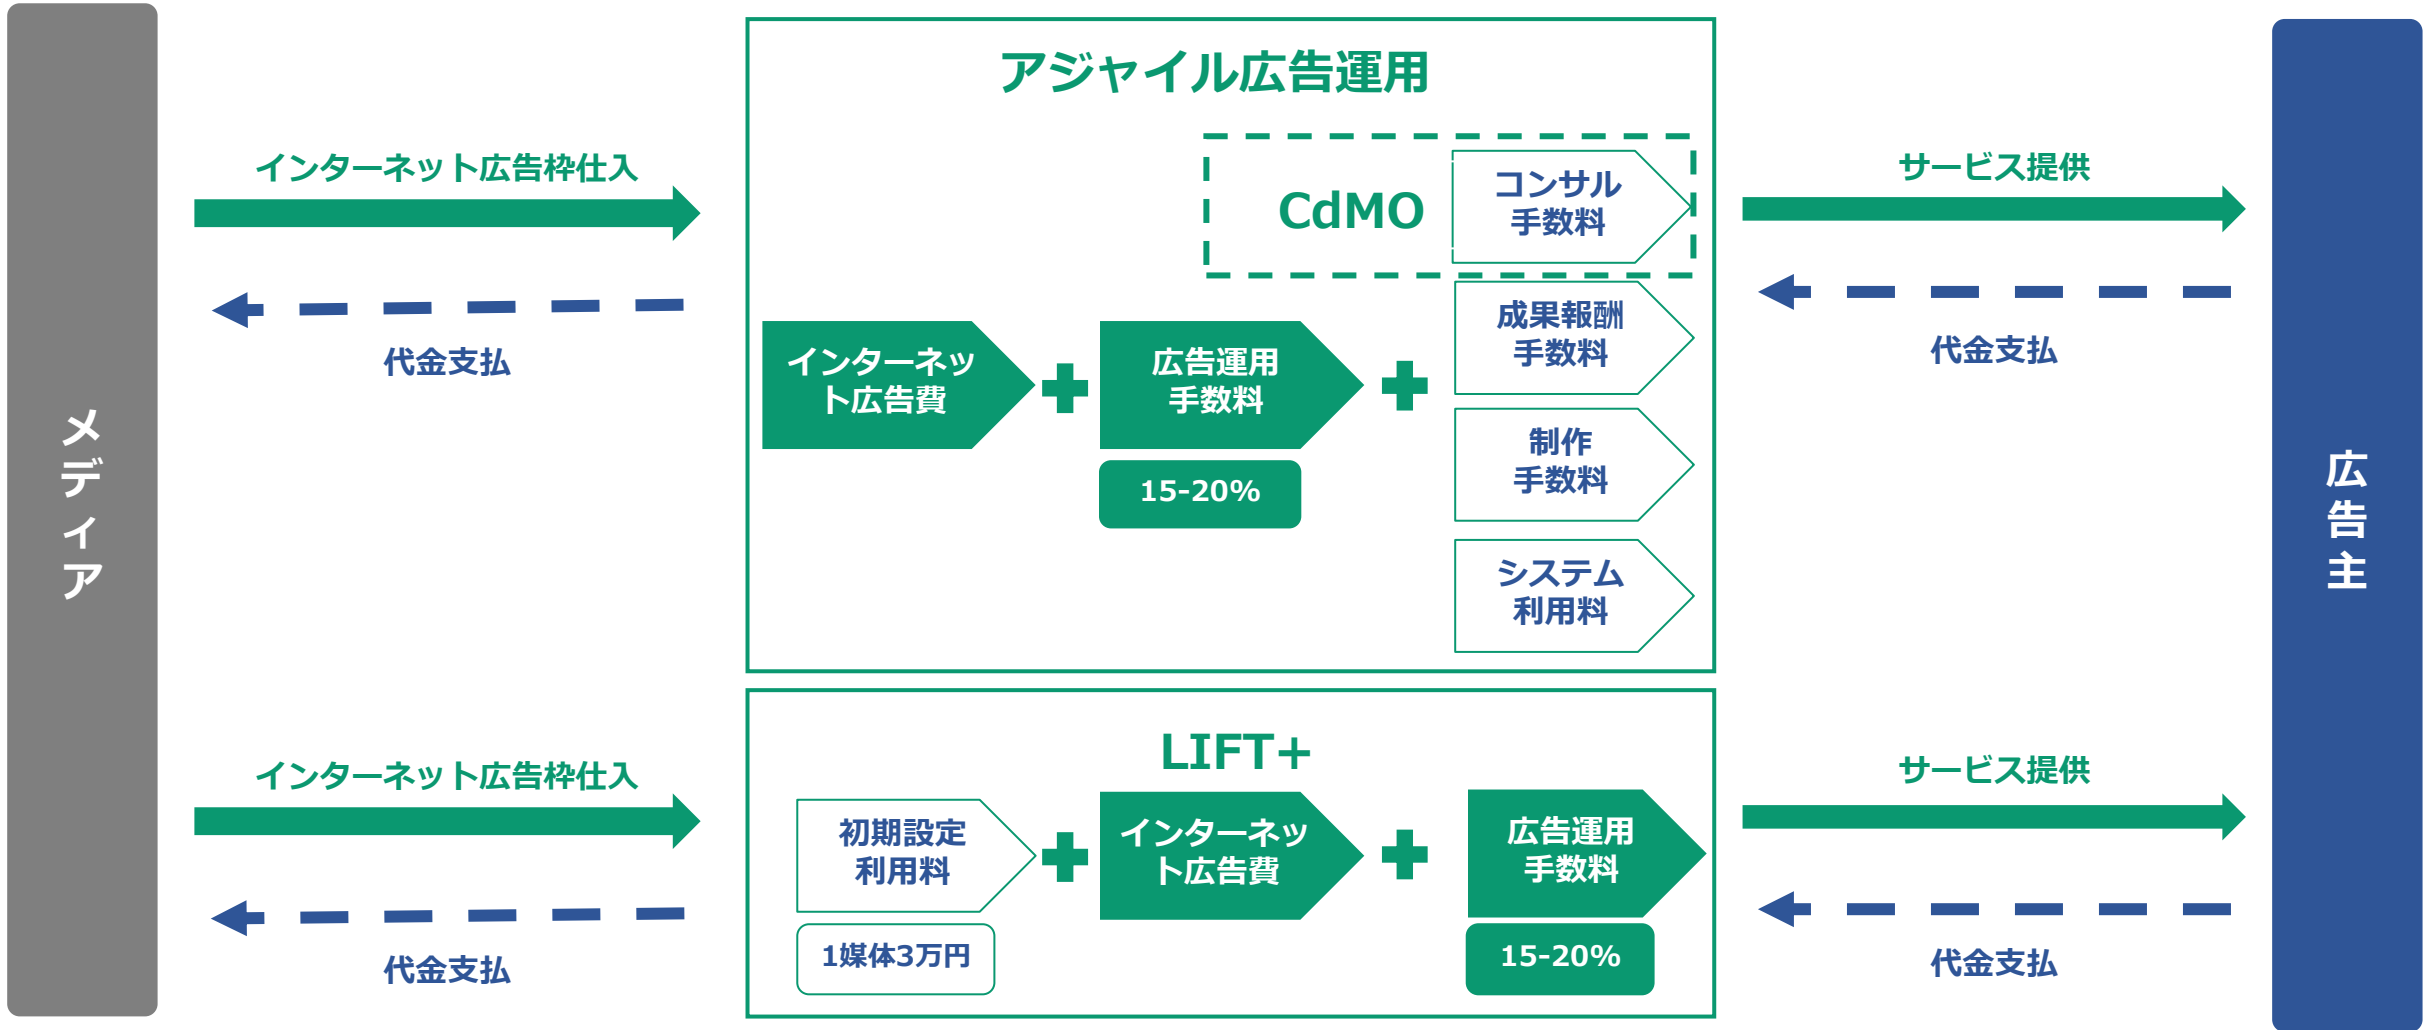 メディア
インターネット広告枠仕入
代金支払
インターネット広告枠仕入
代金支払
アジャイル広告運用
CdMO
コンサル
手数料
成果報酬
手数料
制作
手数料
システム
利用料
インターネッ
ト広告費
広告運用
手数料
15-20%
LIFT+
初期設定
利用料
1媒体3万円
インターネッ
ト広告費
広告運用
手数料
15-20%
サービス提供
代金支払
サービス提供
代金支払
広告主